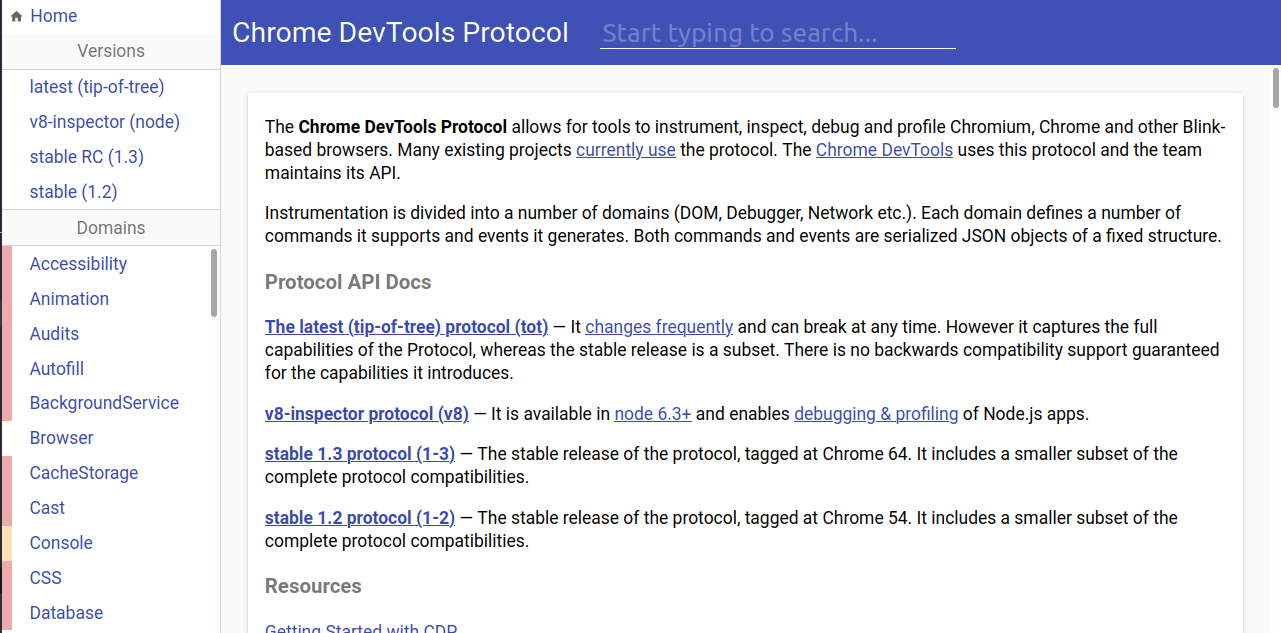 Home
Versions
latest (tip-of-tree)
v8-inspector (node)
stable RC (1.3)
stable (1.2)
Domains
Accessibility
Animation
Audits
Autofill
BackgroundService
Browser
CacheStorage
Cast
Console
CSS
Database
Chrome DevTools Protocol
Start typing to search...
The Chrome DevTools Protocol allows for tools to instrument, inspect, debug and profile Chromium, Chrome and other Blink-
based browsers. Many existing projects currently use the protocol. The Chrome DevTools uses this protocol and the team
maintains its API.
Instrumentation is divided into a number of domains (DOM, Debugger, Network etc.). Each domain defines a number of
commands it supports and events it generates. Both commands and events are serialized JSON objects of a fixed structure.
Protocol API Docs
The latest (tip-of-tree) protocol (tot) — It changes frequently and can break at any time. However it captures the full
capabilities of the Protocol, whereas the stable release is a subset. There is no backwards compatibility support guaranteed
for the capabilities it introduces.
v8-inspector protocol (v8) — It is available in node 6.3+ and enables debugging & profiling of Node.js apps.
stable 1.3 protocol (1-3) — The stable release of the protocol, tagged at Chrome 64. It includes a smaller subset of the
complete protocol compatibilities.
stable 1.2 protocol (1-2) — The stable release of the protocol, tagged at Chrome 54. It includes a smaller subset of the
complete protocol compatibilities.
Resources
Getting Started with CDP